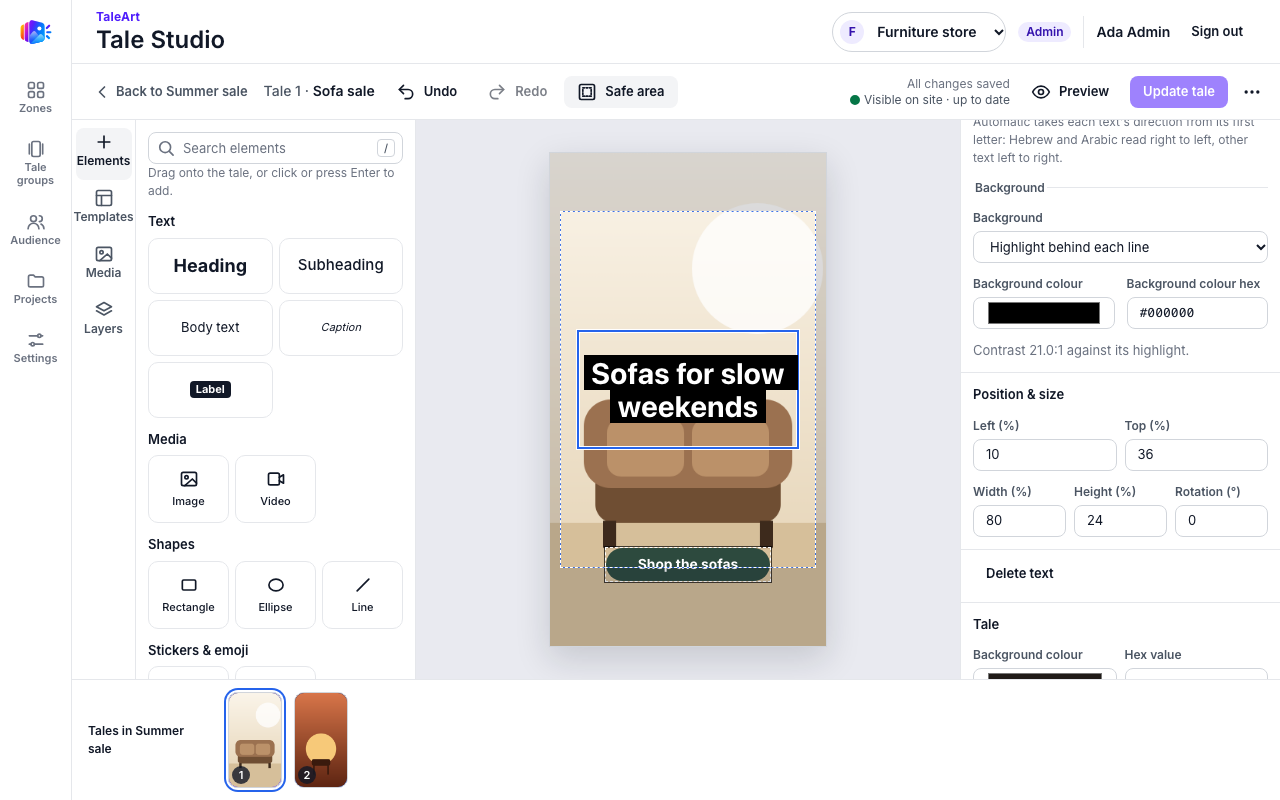 TaleArt
Tale Studio
F
Furniture store
Admin
Ada Admin
Sign out
Back to Summer sale
Tale 1 · Sofa sale
Undo
Redo
Safe area
All changes saved
Visible on site · up to date
Preview
Update tale
Zones
Tale
groups
Audience
Projects
Settings
Elements
Templates
Media
Layers
Search elements
/
Drag onto the tale, or click or press Enter to
add.
Text
Heading
Subheading
Body text
Caption
Label
Media
Image
Video
Shapes
Rectangle
Ellipse
Line
Stickers & emoji
Sofas for slow
weekends
Shop the sofas
Automatic takes each text's direction from its first
letter: Hebrew and Arabic read right to left, other
text left to right.
Background
Background
Highlight behind each line
Background colour
Background colour hex
#000000
Contrast 21.0:1 against its highlight.
Position & size
Left (%)
Top (%)
10
36
Width (%)
Height (%)
Rotation (°)
80
24
0
Delete text
Tale
Background colour
Hex value
Tales in Summer
sale
1
2